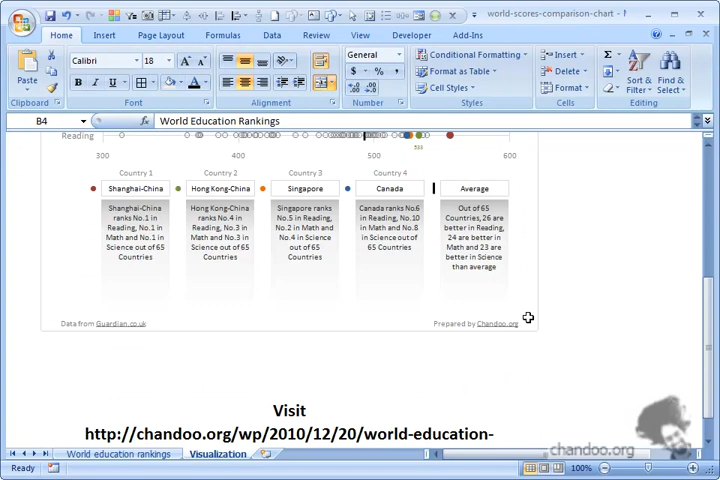 world-scores-comparison-chart - M
Home Insert Page Layout Formulas Data Review View Developer Add-Ins
Paste
Calibri 18
B I U
General
$ % ,
Conditional Formatting
Format as Table
Cell Styles
Insert
Delete
Format
Sort & Filter
Find & Select
Clipboard Font Alignment Number Styles Cells Editing
B4 fx World Education Rankings
Reading
300 400 500 600
Country 1 Country 2 Country 3 Country 4
Shanghai-China Hong Kong-China Singapore Canada Average
Shanghai-China ranks No.1 in Reading, No.1 in Math and No.1 in Science out of 65 Countries
Hong Kong-China ranks No.4 in Reading, No.3 in Math and No.3 in Science out of 65 Countries
Singapore ranks No.5 in Reading, No.2 in Math and No.4 in Science out of 65 Countries
Canada ranks No.6 in Reading, No.10 in Math and No.8 in Science out of 65 Countries
Out of 65 Countries, 26 are better in Reading, 24 are better in Math and 23 are better in Science than average
Data from Guardian.co.uk
Prepared by Chandoo.org
Visit
http://chandoo.org/wp/2010/12/20/world-education-
chandoo.org
World education rankings Visualization
Ready 100%